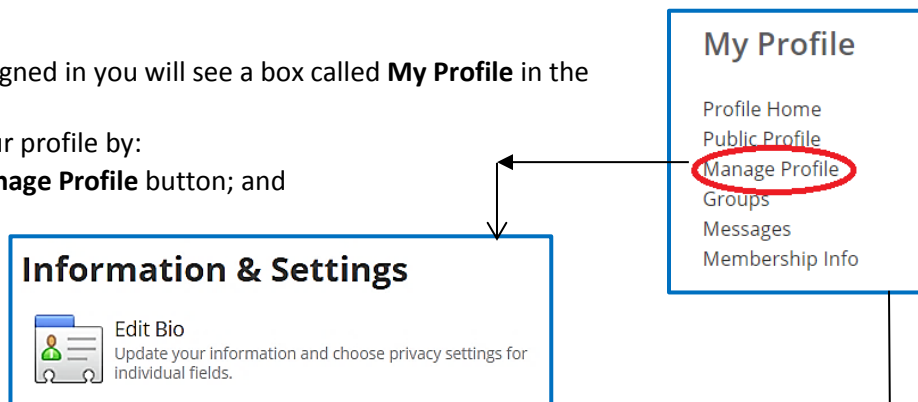 gned in you will see a box called My Profile in the
ur profile by:
nage Profile button; and
My Profile
Profile Home
Public Profile
Manage Profile
Groups
Messages
Membership Info
Information & Settings
Edit Bio
Update your information and choose privacy settings for
individual fields.